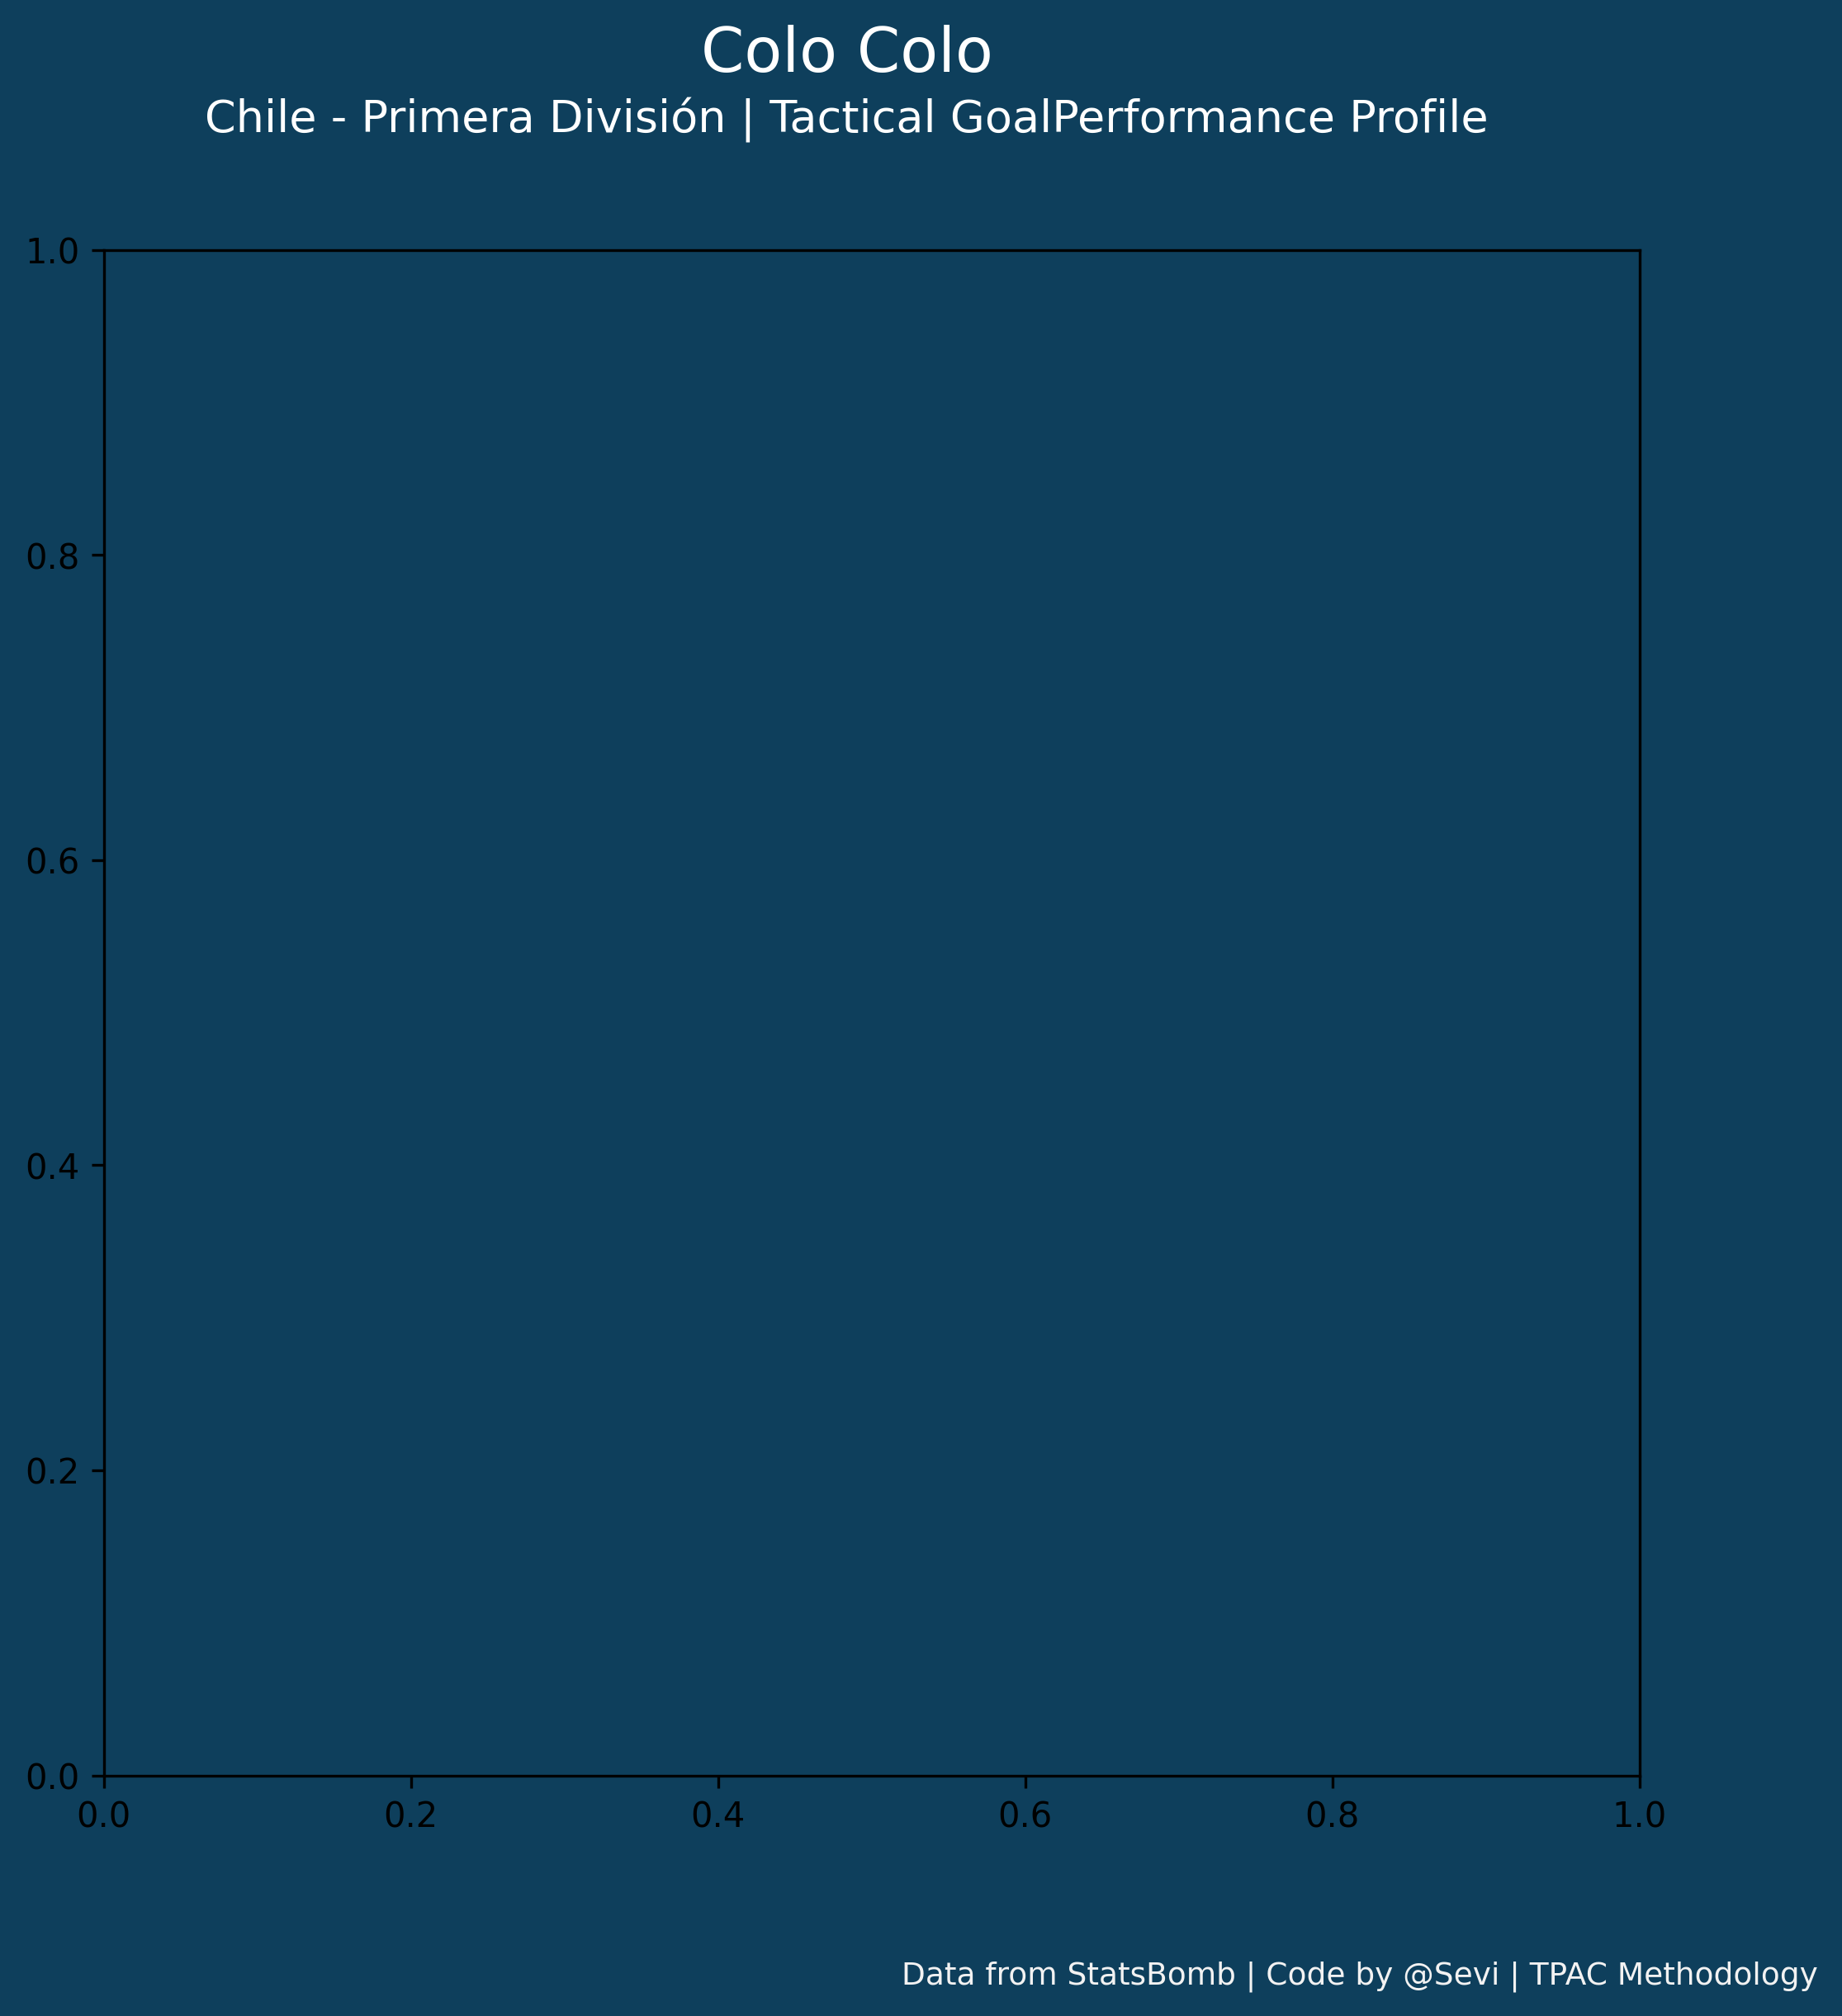 Colo Colo
Chile - Primera División | Tactical GoalPerformance Profile
1.0
0.8
0.6
0.4
0.2
0.0
0.0 0.2 0.4 0.6 0.8 1.0
Data from StatsBomb | Code by @Sevi | TPAC Methodology